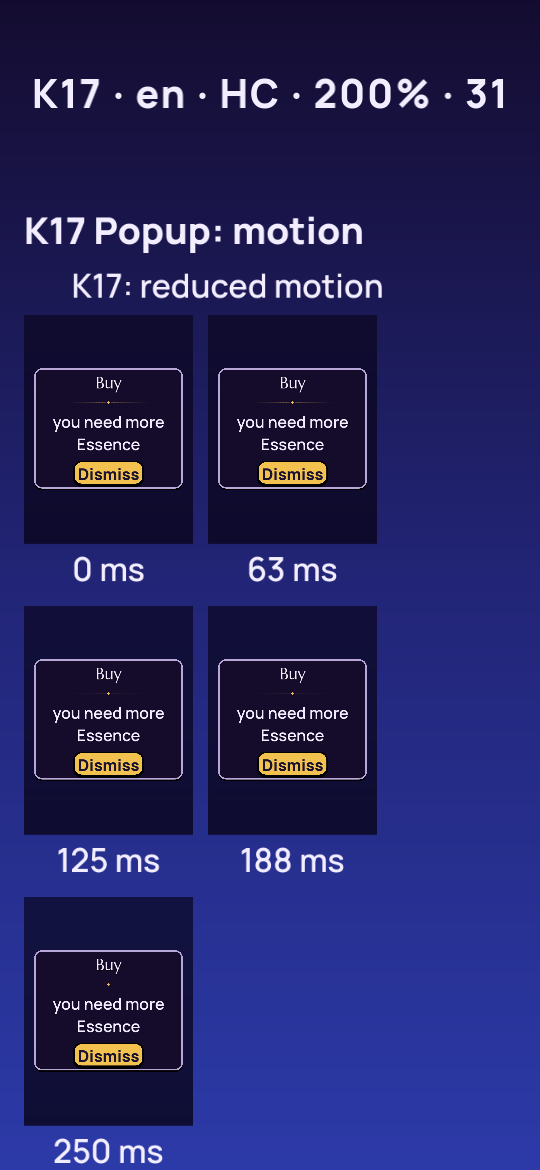 K17 · en · HC · 200% · 31
K17 Popup: motion
K17: reduced motion
Buy
you need more
Essence
Dismiss
0 ms
Buy
you need more
Essence
Dismiss
63 ms
Buy
you need more
Essence
Dismiss
125 ms
Buy
you need more
Essence
Dismiss
188 ms
Buy
you need more
Essence
Dismiss
250 ms